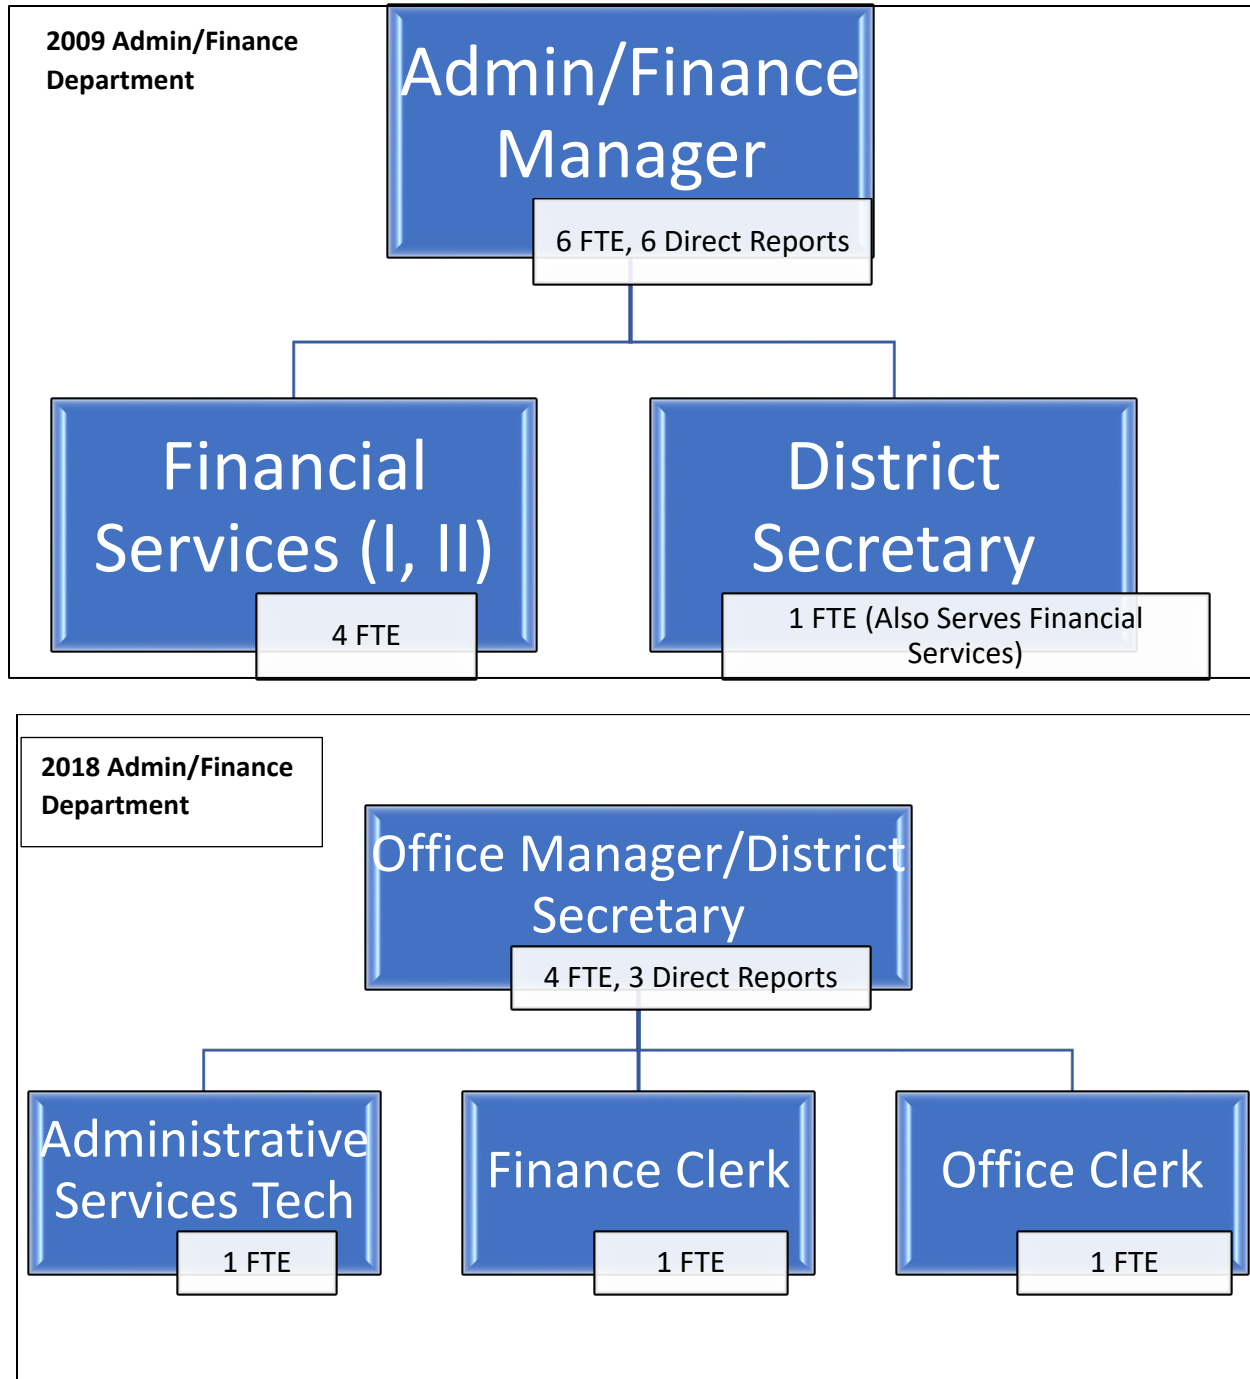 2009 Admin/Finance
Department
Admin/Finance
Manager
6 FTE, 6 Direct Reports
Financial
Services (I, II)
4 FTE
District
Secretary
1 FTE (Also Serves Financial
Services)
2018 Admin/Finance
Department
Office Manager/District
Secretary
4 FTE, 3 Direct Reports
Administrative
Services Tech
1 FTE
Finance Clerk
1 FTE
Office Clerk
1 FTE